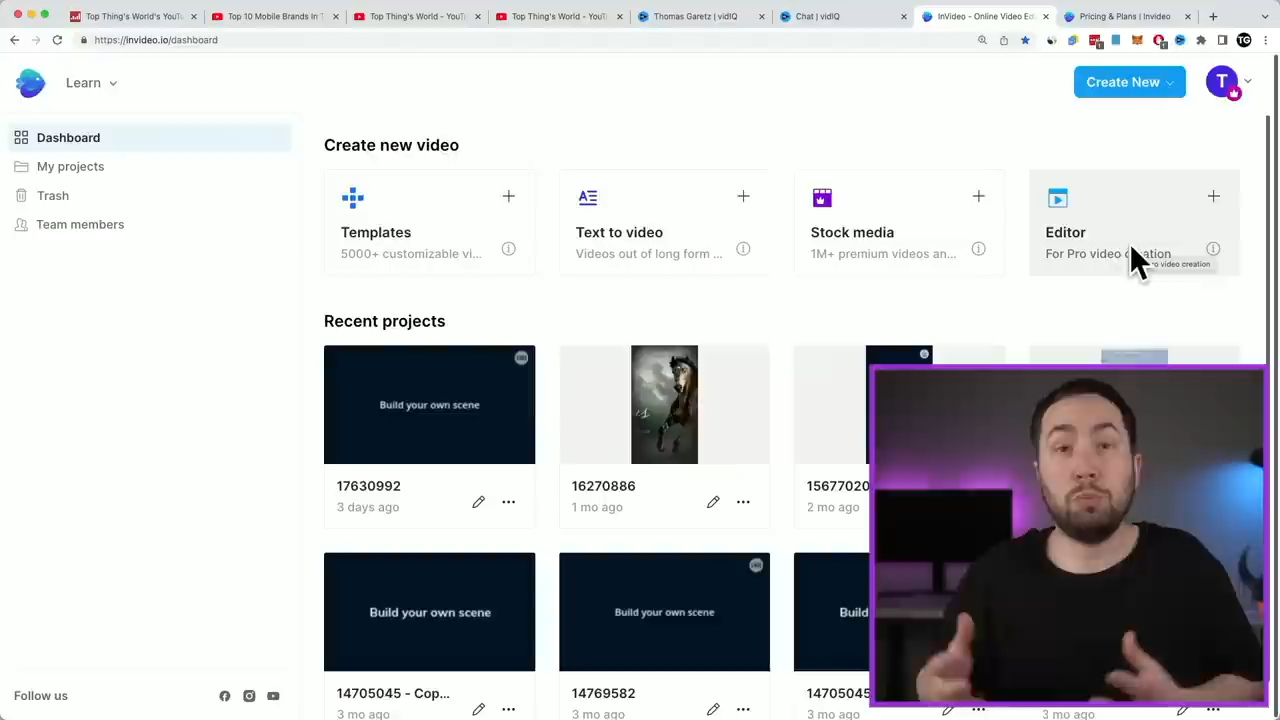 Top Thing's World's YouTu
Top 10 Mobile Brands In T
Top Thing's World - YouT
Top Thing's World - YouTu
Thomas Garetz | vidIQ
Chat | vidIQ
InVideo - Online Video Ed
Pricing & Plans | Invideo
https://invideo.io/dashboard
TG
Learn
Create New
T
Dashboard
My projects
Trash
Team members
Create new video
Templates
5000+ customizable vi...
Text to video
Videos out of long form ...
Stock media
1M+ premium videos an...
Editor
For Pro video creation
ro video creation
Recent projects
Build your own scene
17630992
3 days ago
16270886
1 mo ago
15677020
2 mo ago
Build your own scene
Build your own scene
Build
14705045 - Cop...
3 mo ago
14769582
3 mo ago
14705045
3 mo ago
3 mo ago
Follow us